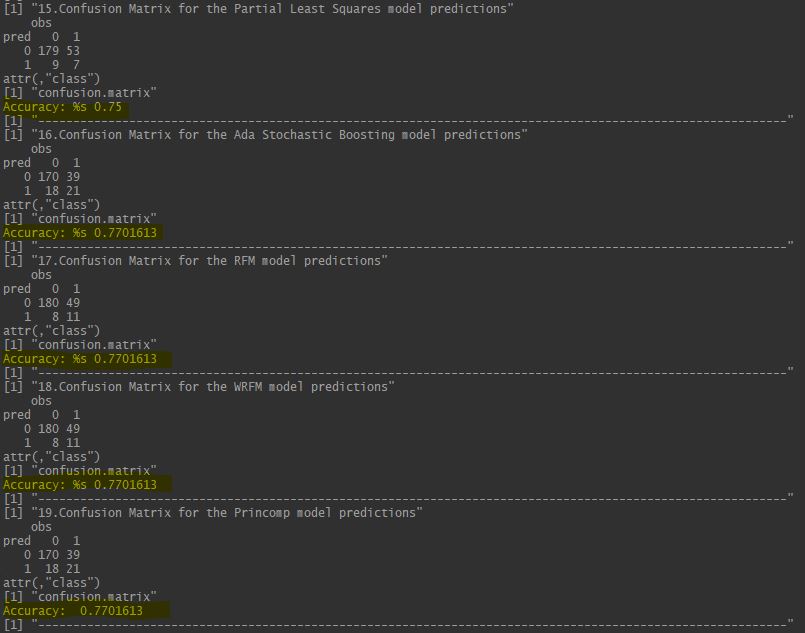 [1] "15.Confusion Matrix for the Partial Least Squares model predictions"
    obs
pred   0  1
   0 179 53
   1   9  7
attr(,"class")
[1] "confusion.matrix"
Accuracy: %s 0.75
[1] "-----------------------------------------------------------------------------------------------------------"
[1] "16.Confusion Matrix for the Ada Stochastic Boosting model predictions"
    obs
pred   0  1
   0 170 39
   1  18 21
attr(,"class")
[1] "confusion.matrix"
Accuracy: %s 0.7701613
[1] "-----------------------------------------------------------------------------------------------------------"
[1] "17.Confusion Matrix for the RFM model predictions"
    obs
pred   0  1
   0 180 49
   1   8 11
attr(,"class")
[1] "confusion.matrix"
Accuracy: %s 0.7701613
[1] "-----------------------------------------------------------------------------------------------------------"
[1] "18.Confusion Matrix for the WRFM model predictions"
    obs
pred   0  1
   0 180 49
   1   8 11
attr(,"class")
[1] "confusion.matrix"
Accuracy: %s 0.7701613
[1] "-----------------------------------------------------------------------------------------------------------"
[1] "19.Confusion Matrix for the Princomp model predictions"
    obs
pred   0  1
   0 170 39
   1  18 21
attr(,"class")
[1] "confusion.matrix"
Accuracy:  0.7701613
[1] "-----------------------------------------------------------------------------------------------------------"